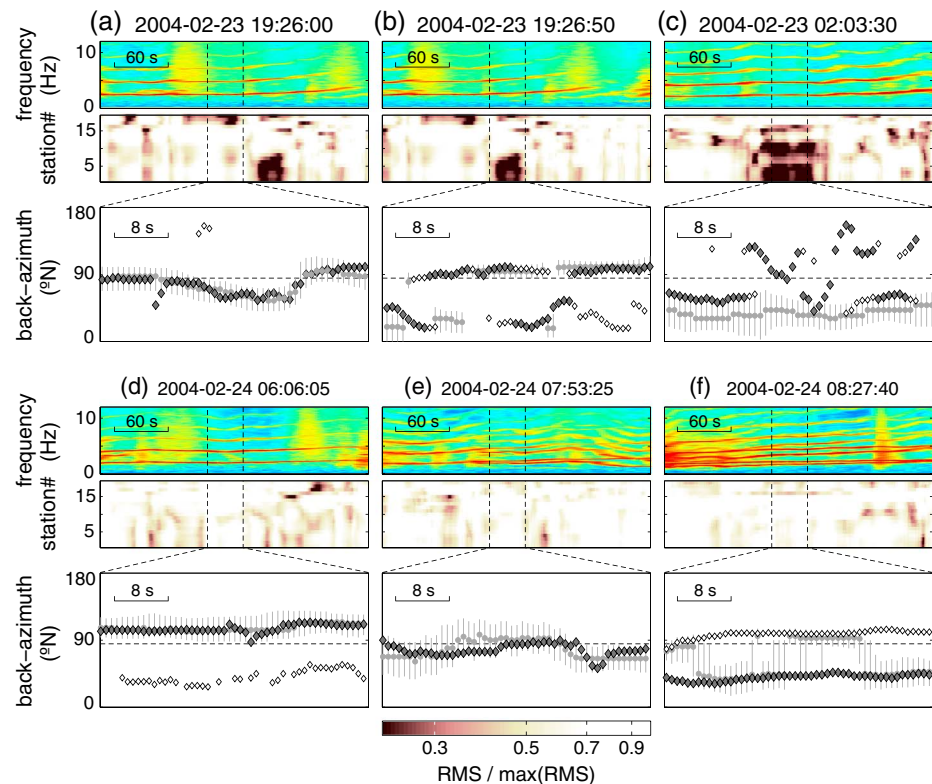 (a) 2004-02-23 19:26:00
(b) 2004-02-23 19:26:50
(c) 2004-02-23 02:03:30
frequency (Hz)
10
0
60 s
60 s
60 s
station#
15
5
back−azimuth (ºN)
180
90
0
8 s
8 s
8 s
(d) 2004-02-24 06:06:05
(e) 2004-02-24 07:53:25
(f) 2004-02-24 08:27:40
frequency (Hz)
10
0
60 s
60 s
60 s
station#
15
5
back−azimuth (ºN)
180
90
0
8 s
8 s
8 s
0.3 0.5 0.7 0.9
RMS / max(RMS)